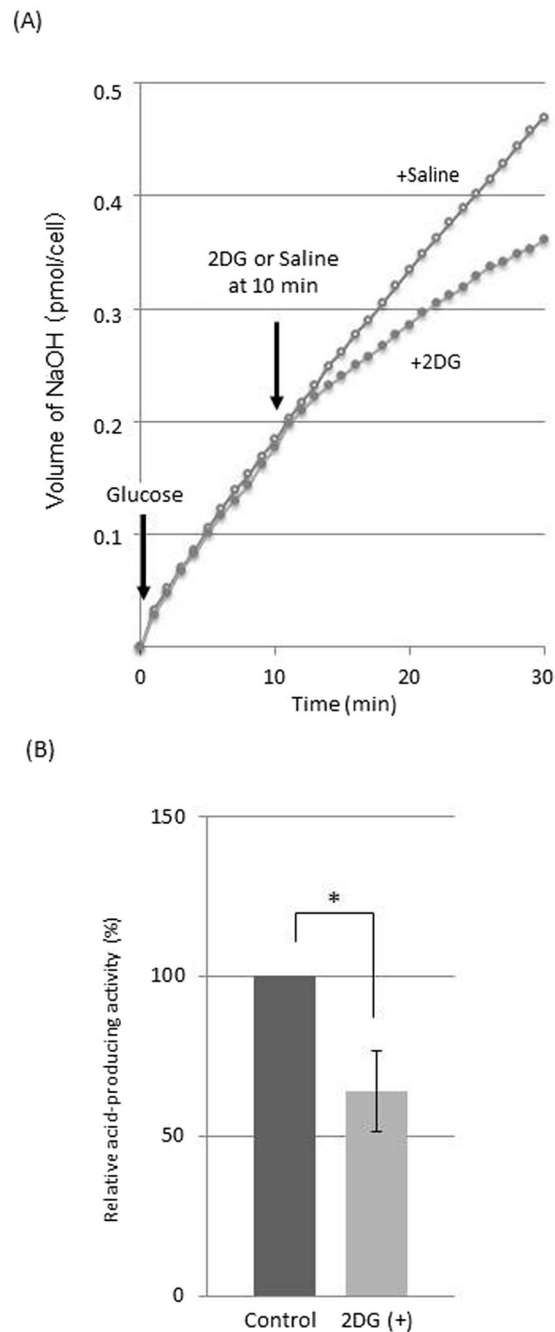 (A)
Volume of NaOH (pmol/cell)
0.5
0.4
0.3
0.2
0.1
+Saline
2DG or Saline
at 10 min
+2DG
Glucose
0
10
20
30
Time (min)
(B)
Relative acid-producing activity (%)
150
100
50
0
*
Control
2DG (+)